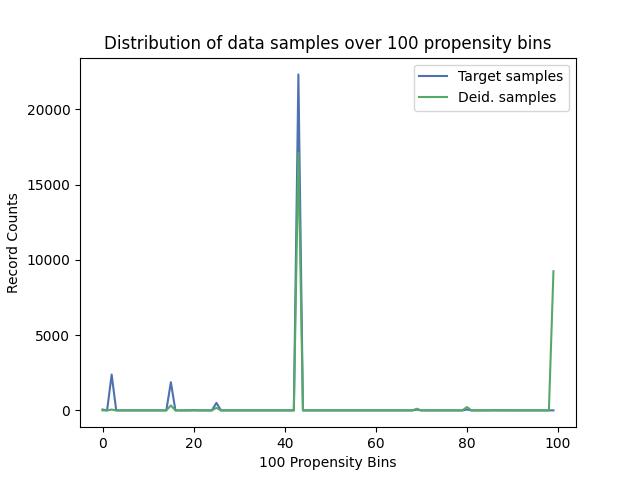 Distribution of data samples over 100 propensity bins
Target samples
Deid. samples
Record Counts
20000
15000
10000
5000
0
0 20 40 60 80 100
100 Propensity Bins